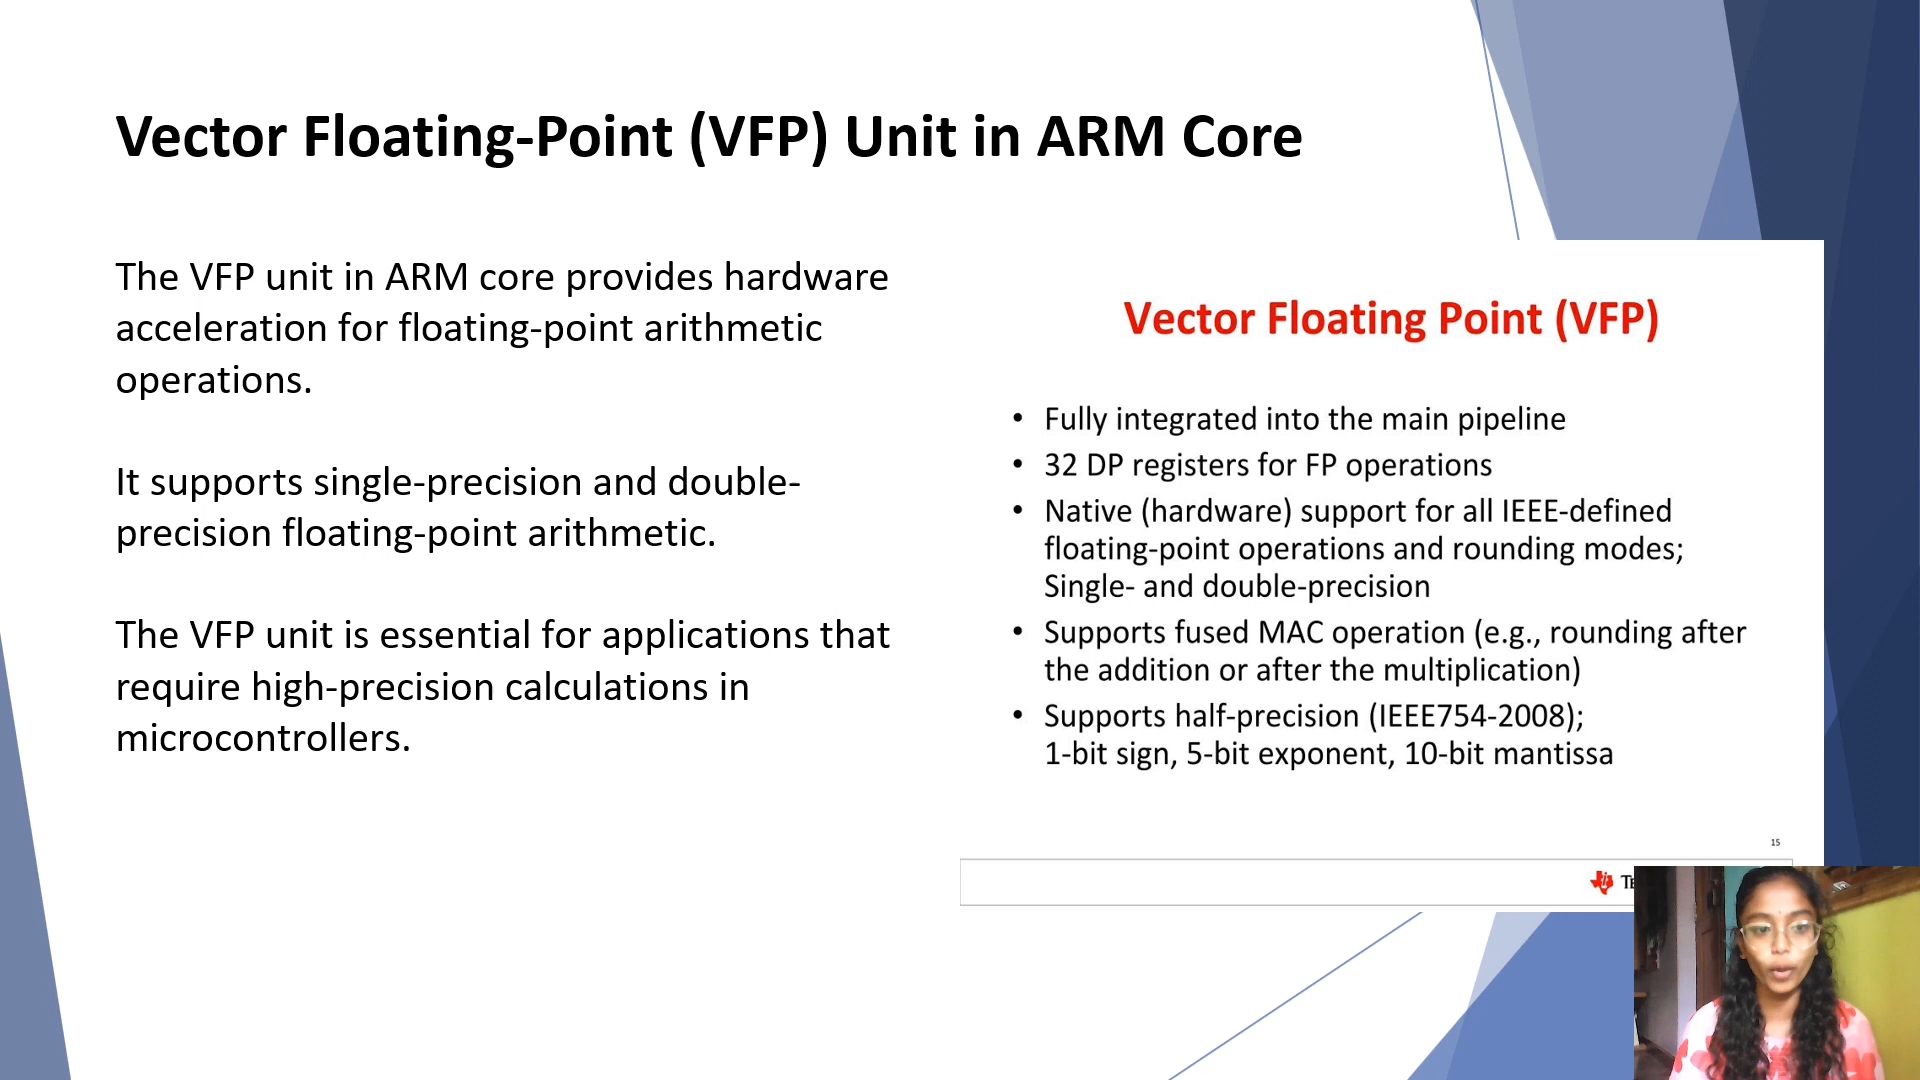 Vector Floating-Point (VFP) Unit in ARM Core
The VFP unit in ARM core provides hardware
acceleration for floating-point arithmetic
operations.
It supports single-precision and double-
precision floating-point arithmetic.
The VFP unit is essential for applications that
require high-precision calculations in
microcontrollers.
Vector Floating Point (VFP)
• Fully integrated into the main pipeline
• 32 DP registers for FP operations
• Native (hardware) support for all IEEE-defined
floating-point operations and rounding modes;
Single- and double-precision
• Supports fused MAC operation (e.g., rounding after
the addition or after the multiplication)
• Supports half-precision (IEEE754-2008);
1-bit sign, 5-bit exponent, 10-bit mantissa
15